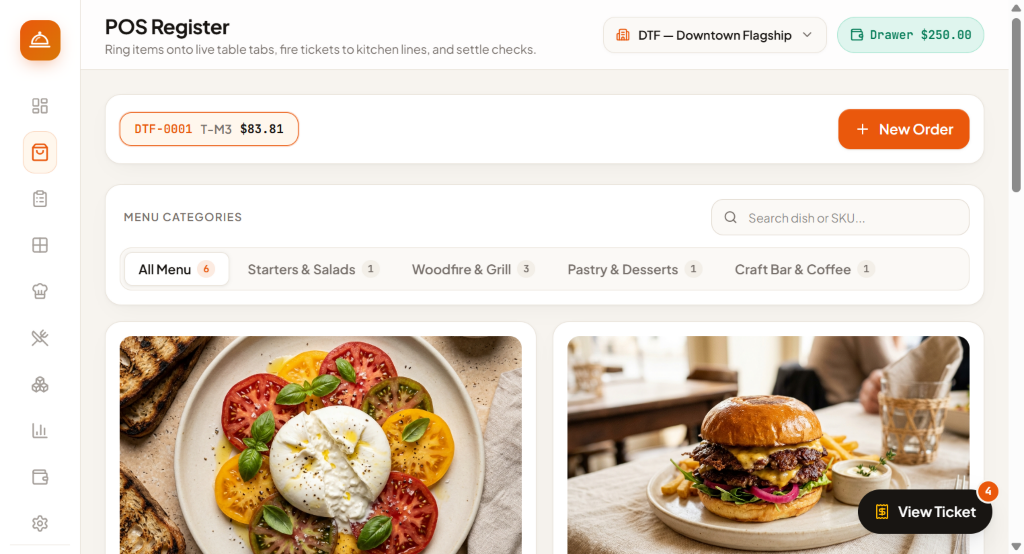 POS Register
Ring items onto live table tabs, fire tickets to kitchen lines, and settle checks.
DTF — Downtown Flagship
Drawer $250.00
DTF-0001 T-M3 $83.81
+ New Order
MENU CATEGORIES
Search dish or SKU...
All Menu 6
Starters & Salads 1
Woodfire & Grill 3
Pastry & Desserts 1
Craft Bar & Coffee 1
4
View Ticket